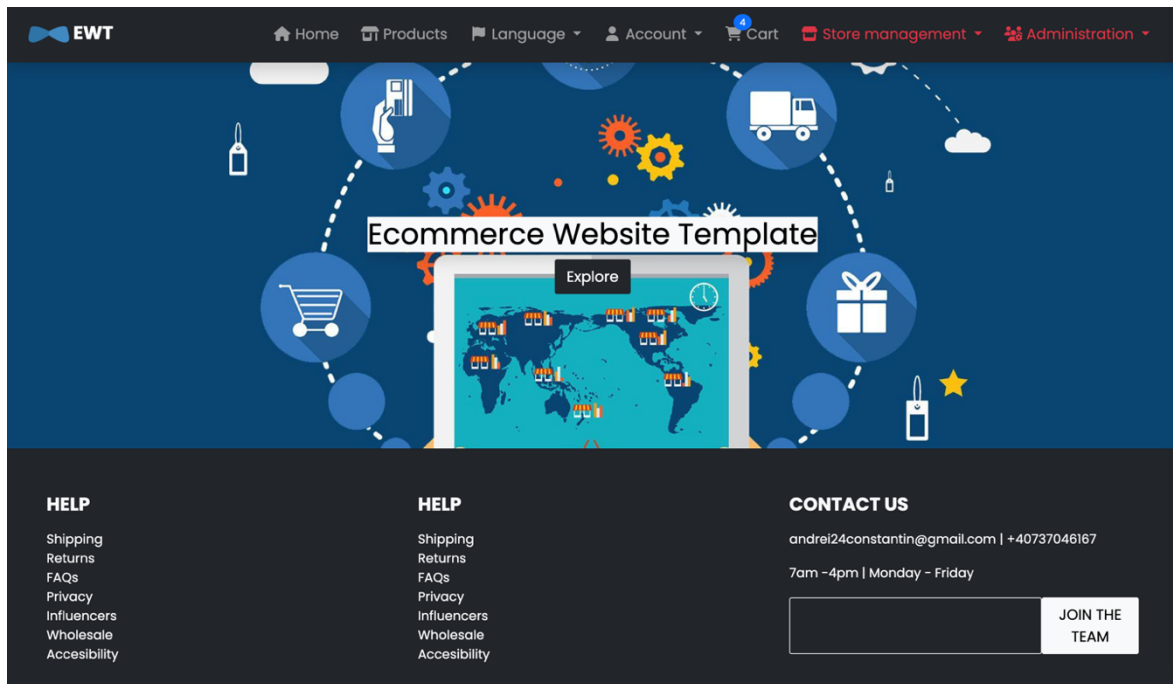 EWT
Home Products Language Account 4 Cart Store management Administration
Ecommerce Website Template
Explore
HELP
Shipping
Returns
FAQs
Privacy
Influencers
Wholesale
Accesibility
HELP
Shipping
Returns
FAQs
Privacy
Influencers
Wholesale
Accesibility
CONTACT US
andrei24constantin@gmail.com | +40737046167
7am -4pm | Monday - Friday
JOIN THE
TEAM